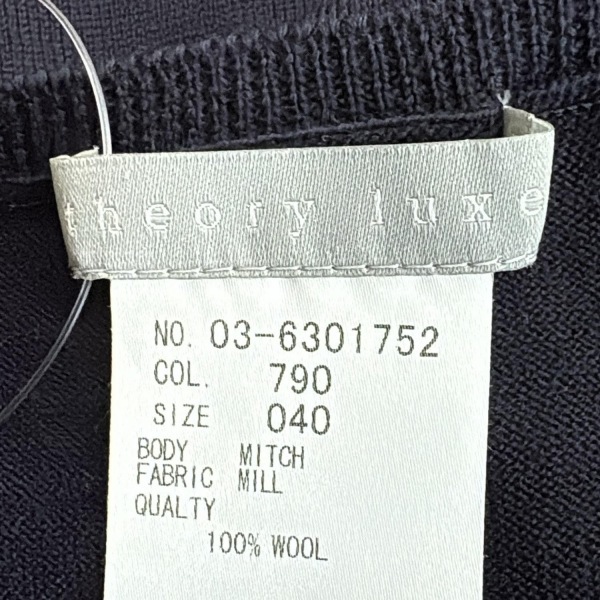 theory luxe
NO. 03-6301752
COL. 790
SIZE 040
BODY MITCH
FABRIC MILL
QUALTY
100% WOOL